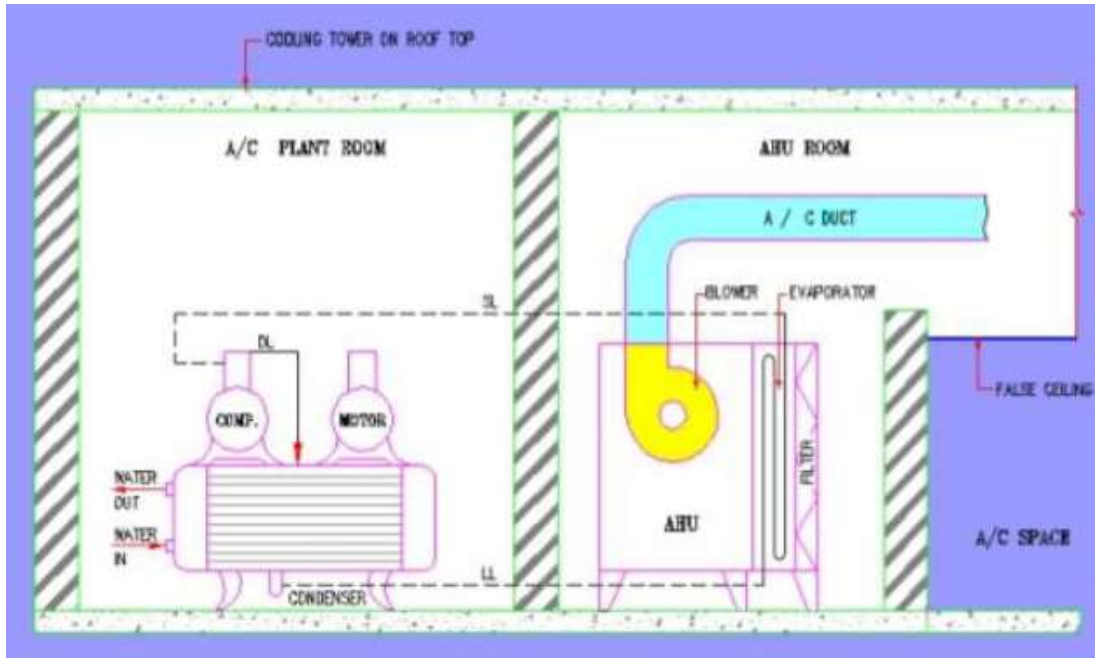 COOLING TOWER ON ROOF TOP
A/C PLANT ROOM
AHU ROOM
A / C DUCT
BLOWER
EVAPORATOR
SL
DL
COMP.
MOTOR
FALSE CEILING
FILTER
WATER
OUT
WATER
IN
AHU
A/C SPACE
LL
CONDENSER